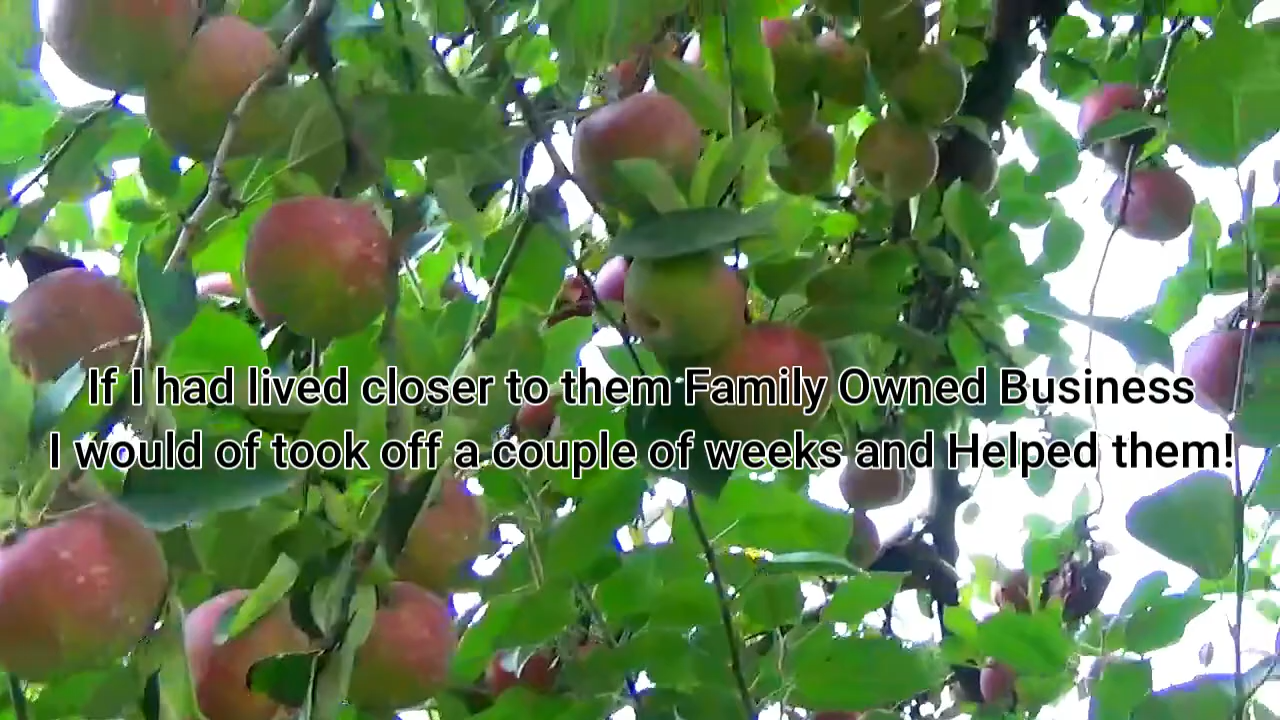 If I had lived closer to them Family Owned Business
I would of took off a couple of weeks and Helped them!